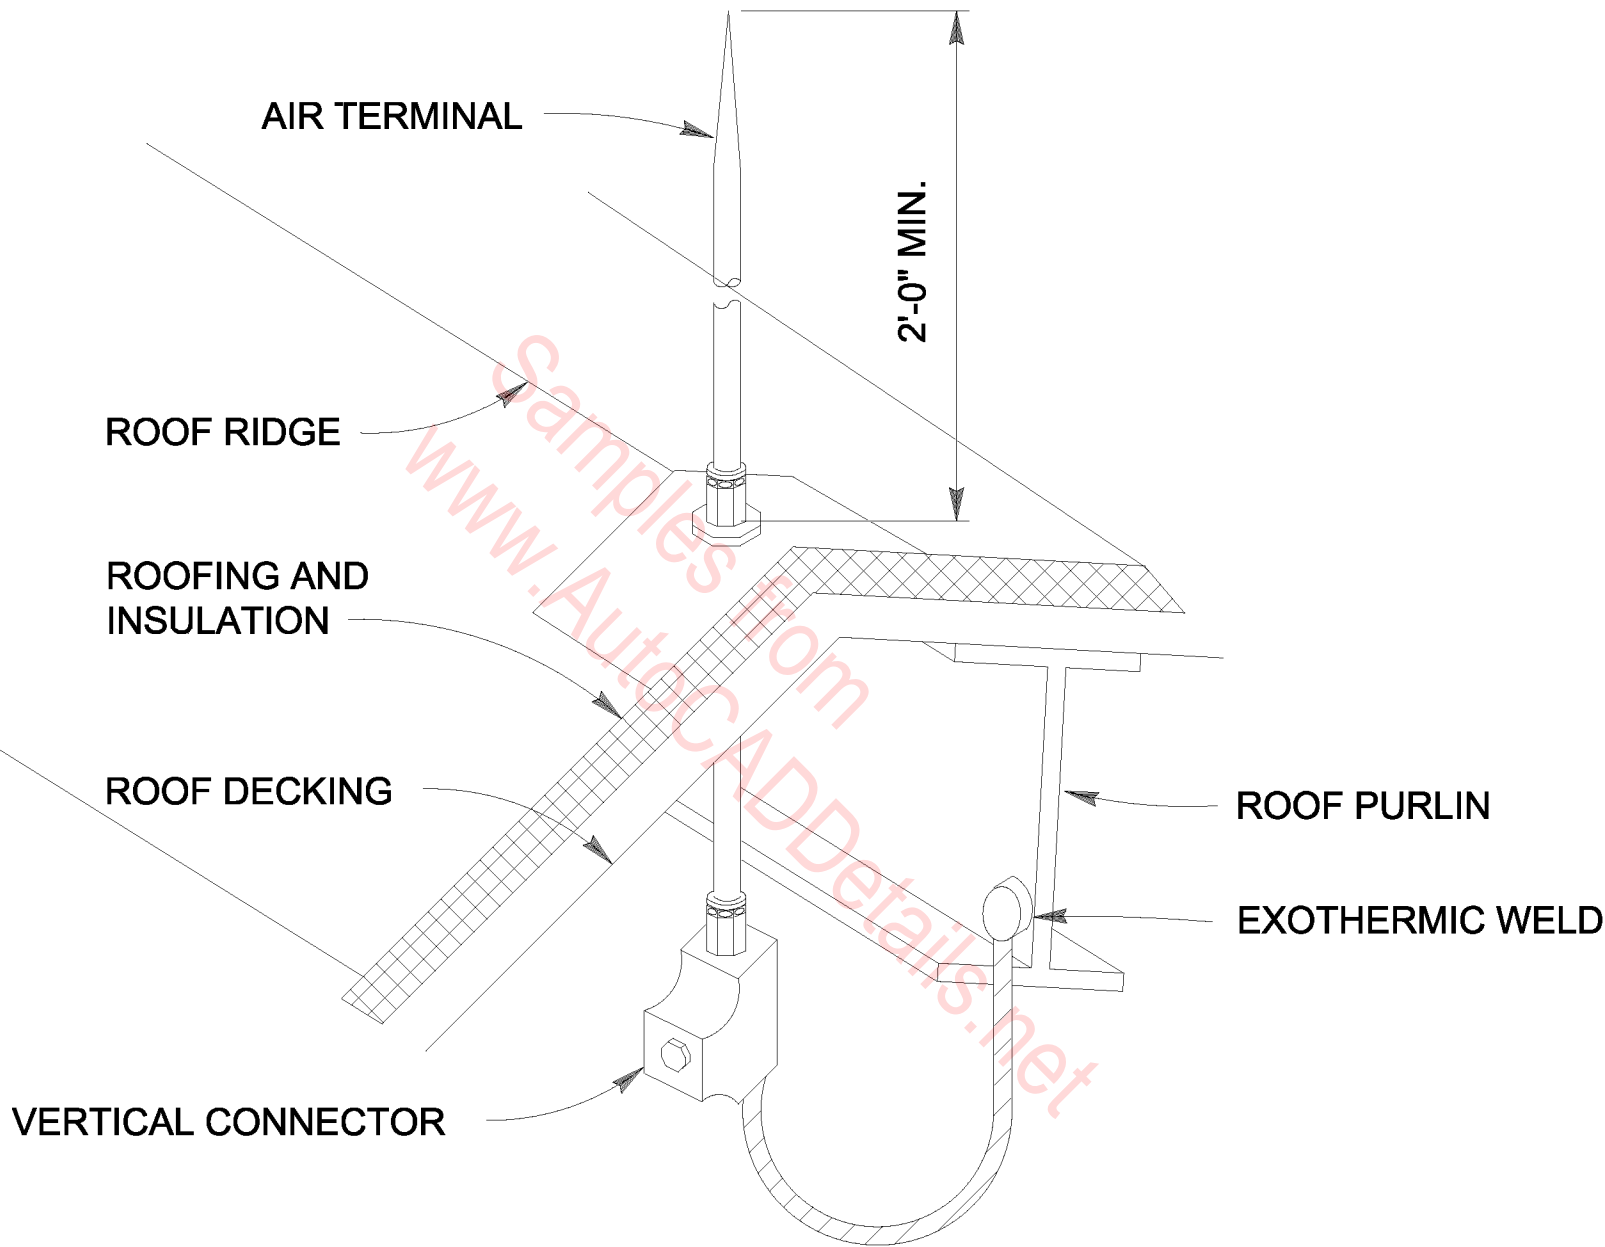 AIR TERMINAL
2'-0" MIN.
ROOF RIDGE
ROOFING AND
INSULATION
ROOF DECKING
ROOF PURLIN
EXOTHERMIC WELD
VERTICAL CONNECTOR
Samples from
www.AutoCADDetails.net